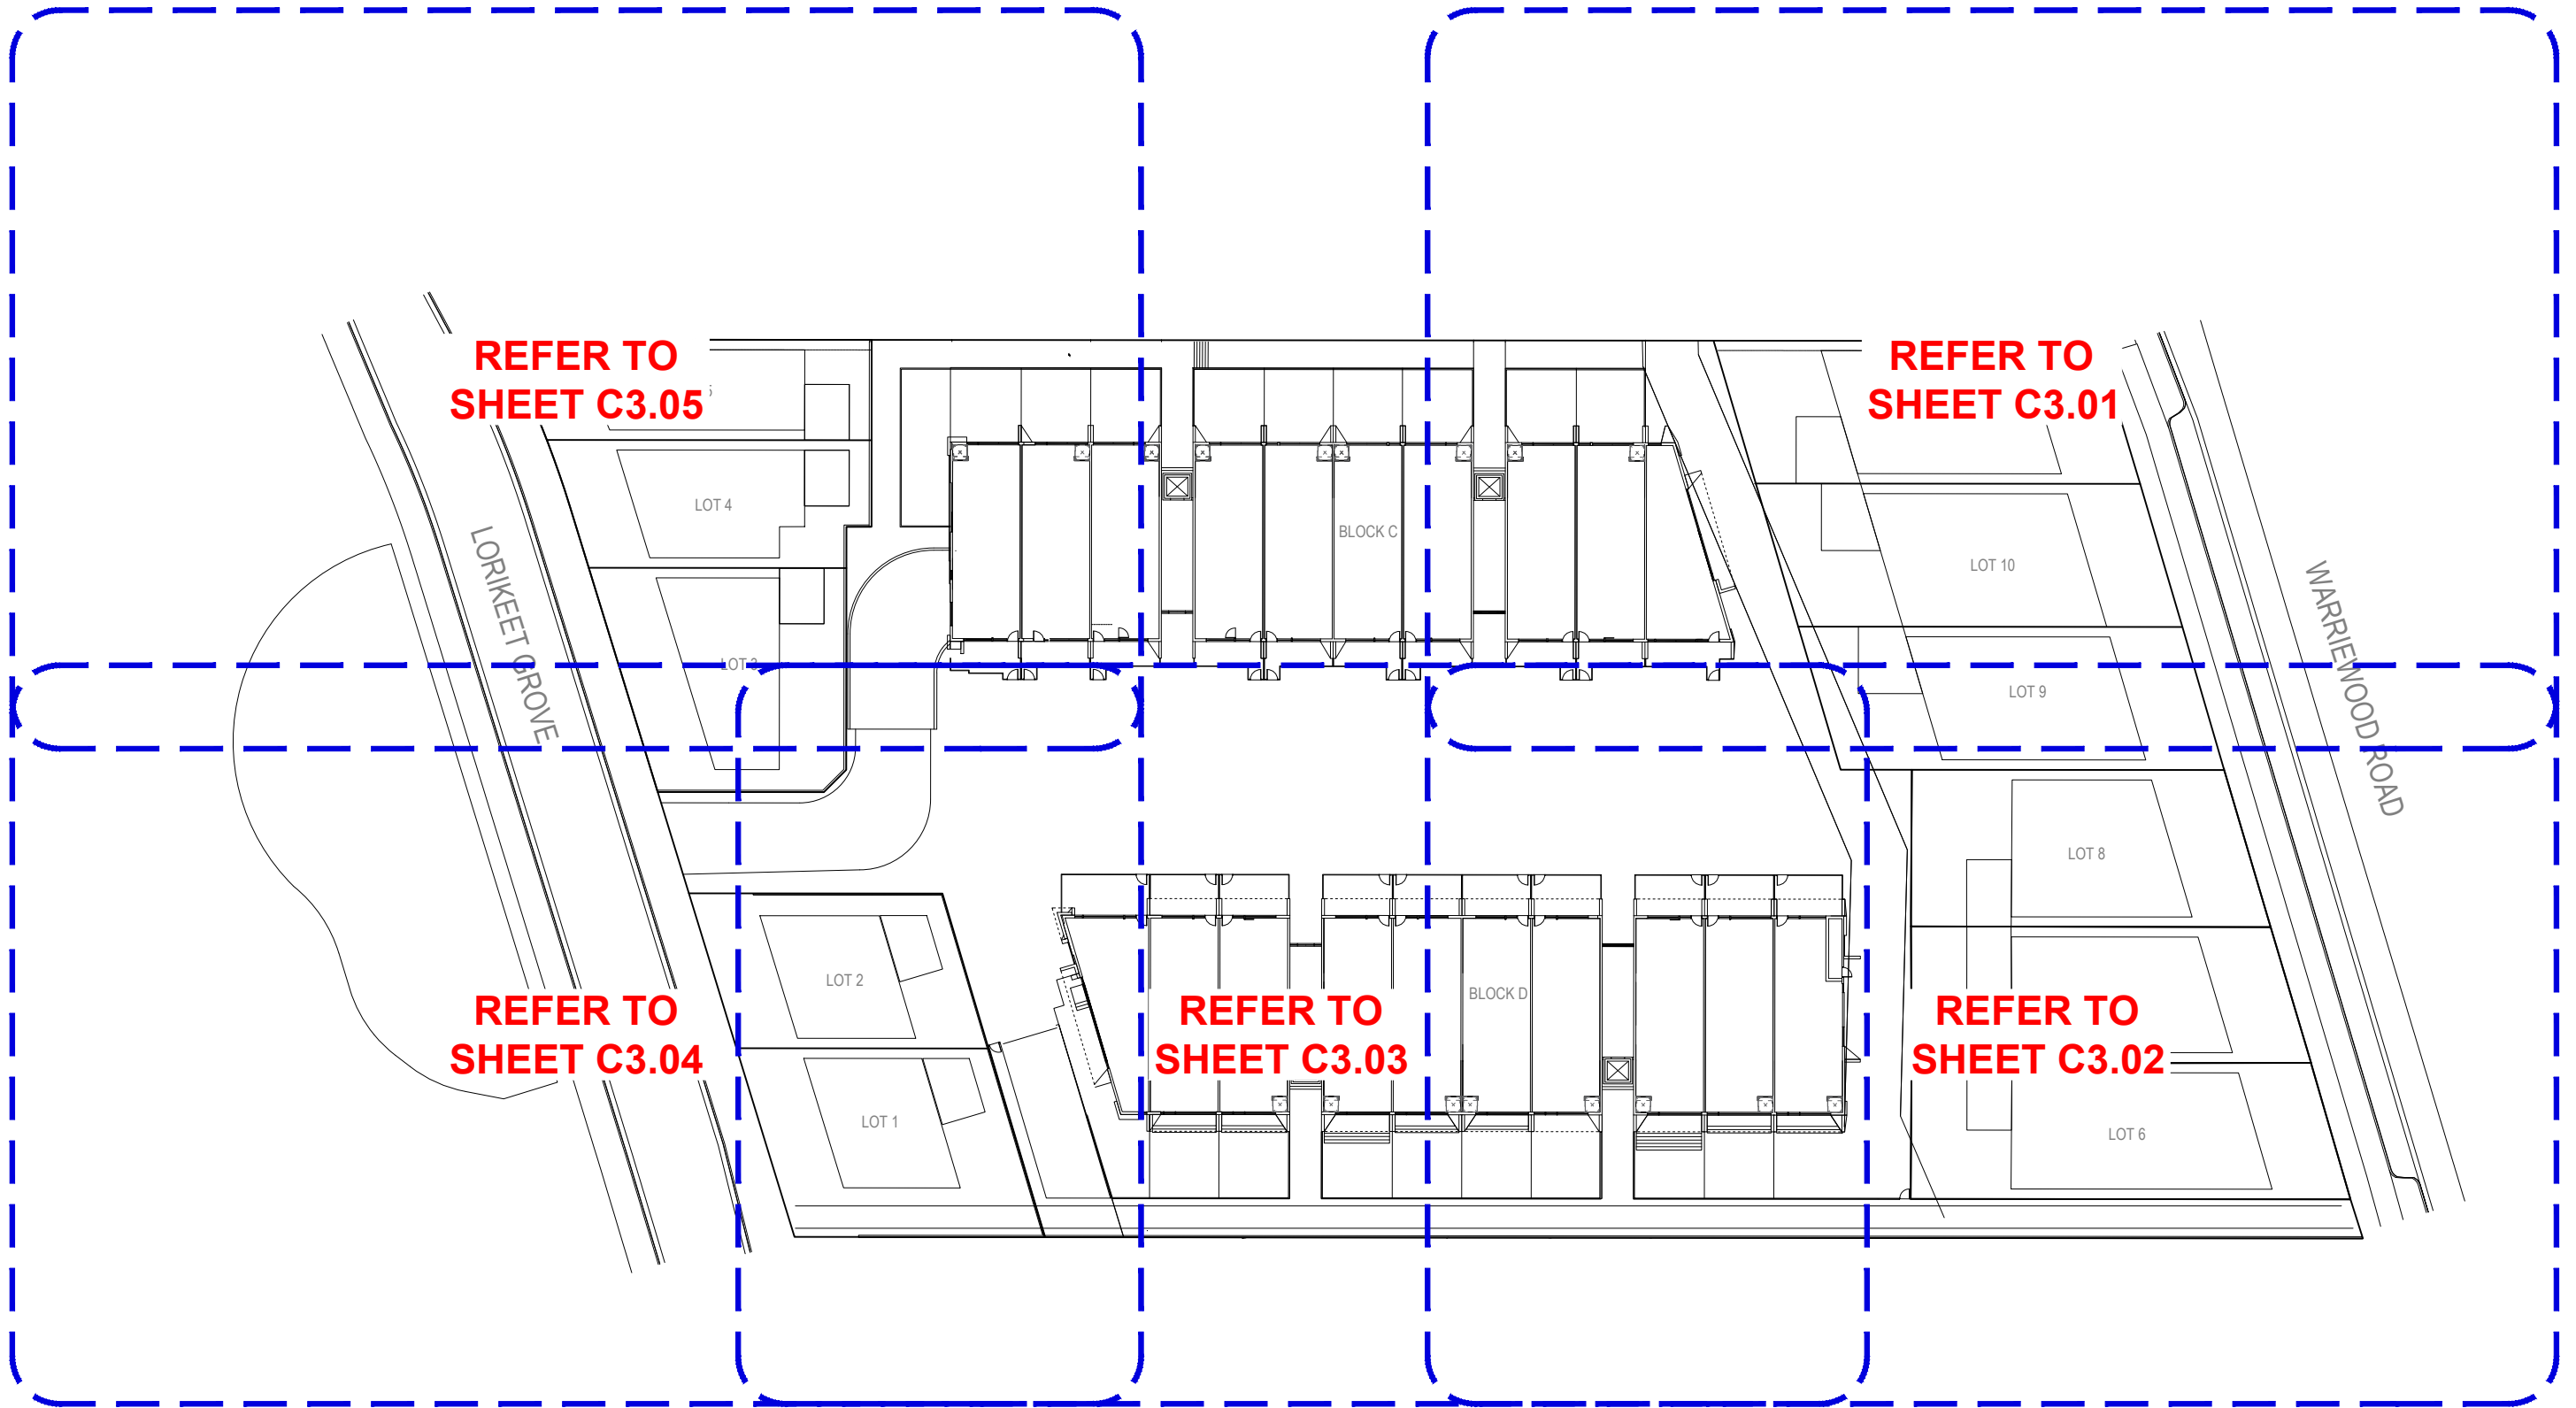 REFER TO
SHEET C3.05
REFER TO
SHEET C3.01
LOT 4
BLOCK C
LOT 10
LORIKEET GROVE
WARRIEWOOD ROAD
LOT 3
LOT 9
LOT 8
LOT 2
BLOCK D
REFER TO
SHEET C3.04
REFER TO
SHEET C3.03
REFER TO
SHEET C3.02
LOT 1
LOT 6